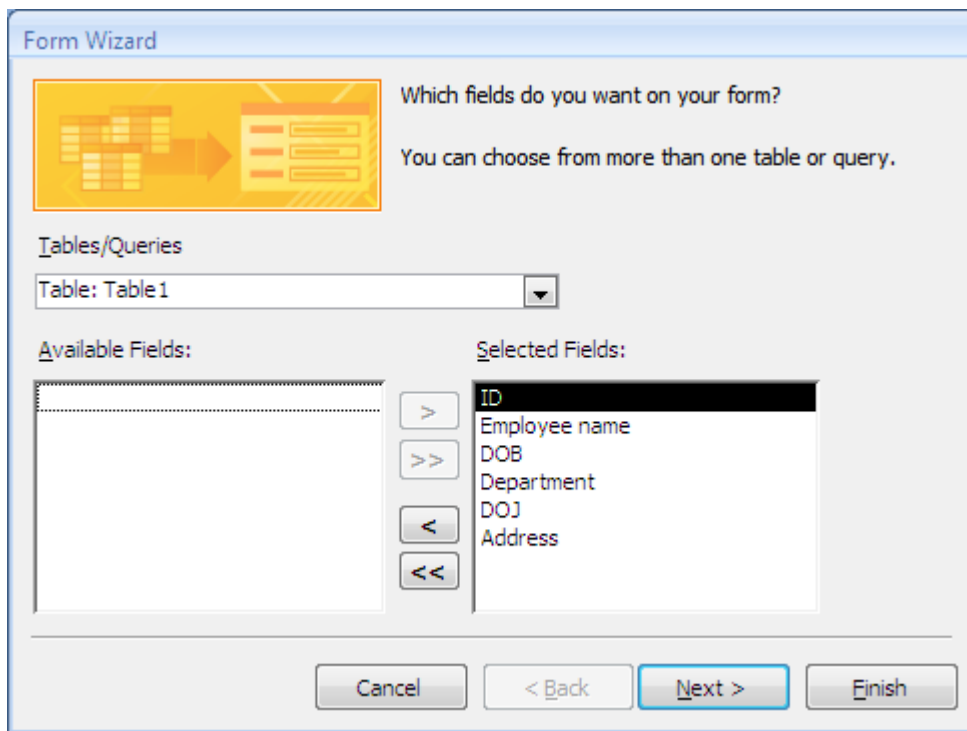 Form Wizard
Which fields do you want on your form?
You can choose from more than one table or query.
Tables/Queries
Table: Table1
Available Fields:
Selected Fields:
>
>>
<
<<
ID
Employee name
DOB
Department
DOJ
Address
Cancel
< Back
Next >
Finish